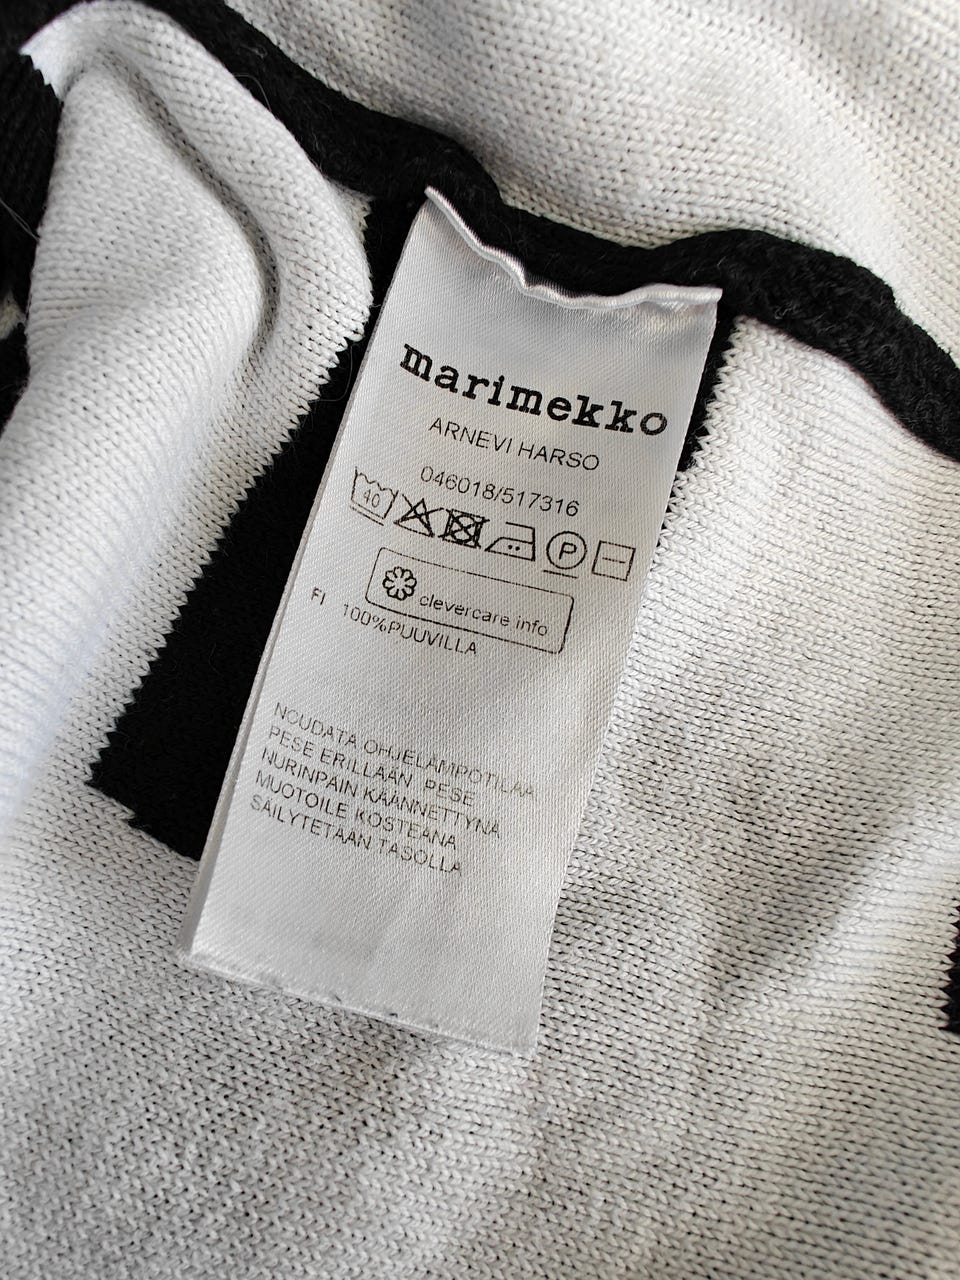 marimekko
ARNEVI HARSO
046018/517316
40 P
clevercare info
FI 100%PUUVILLA
NOUDATA OHJELÄMPÖTILAA
PESE ERILLÄÄN PESE
NURINPÄIN KÄÄNNETTYNÄ
MUOTOILE KOSTEANA
SÄILYTETÄÄN TASOLLA